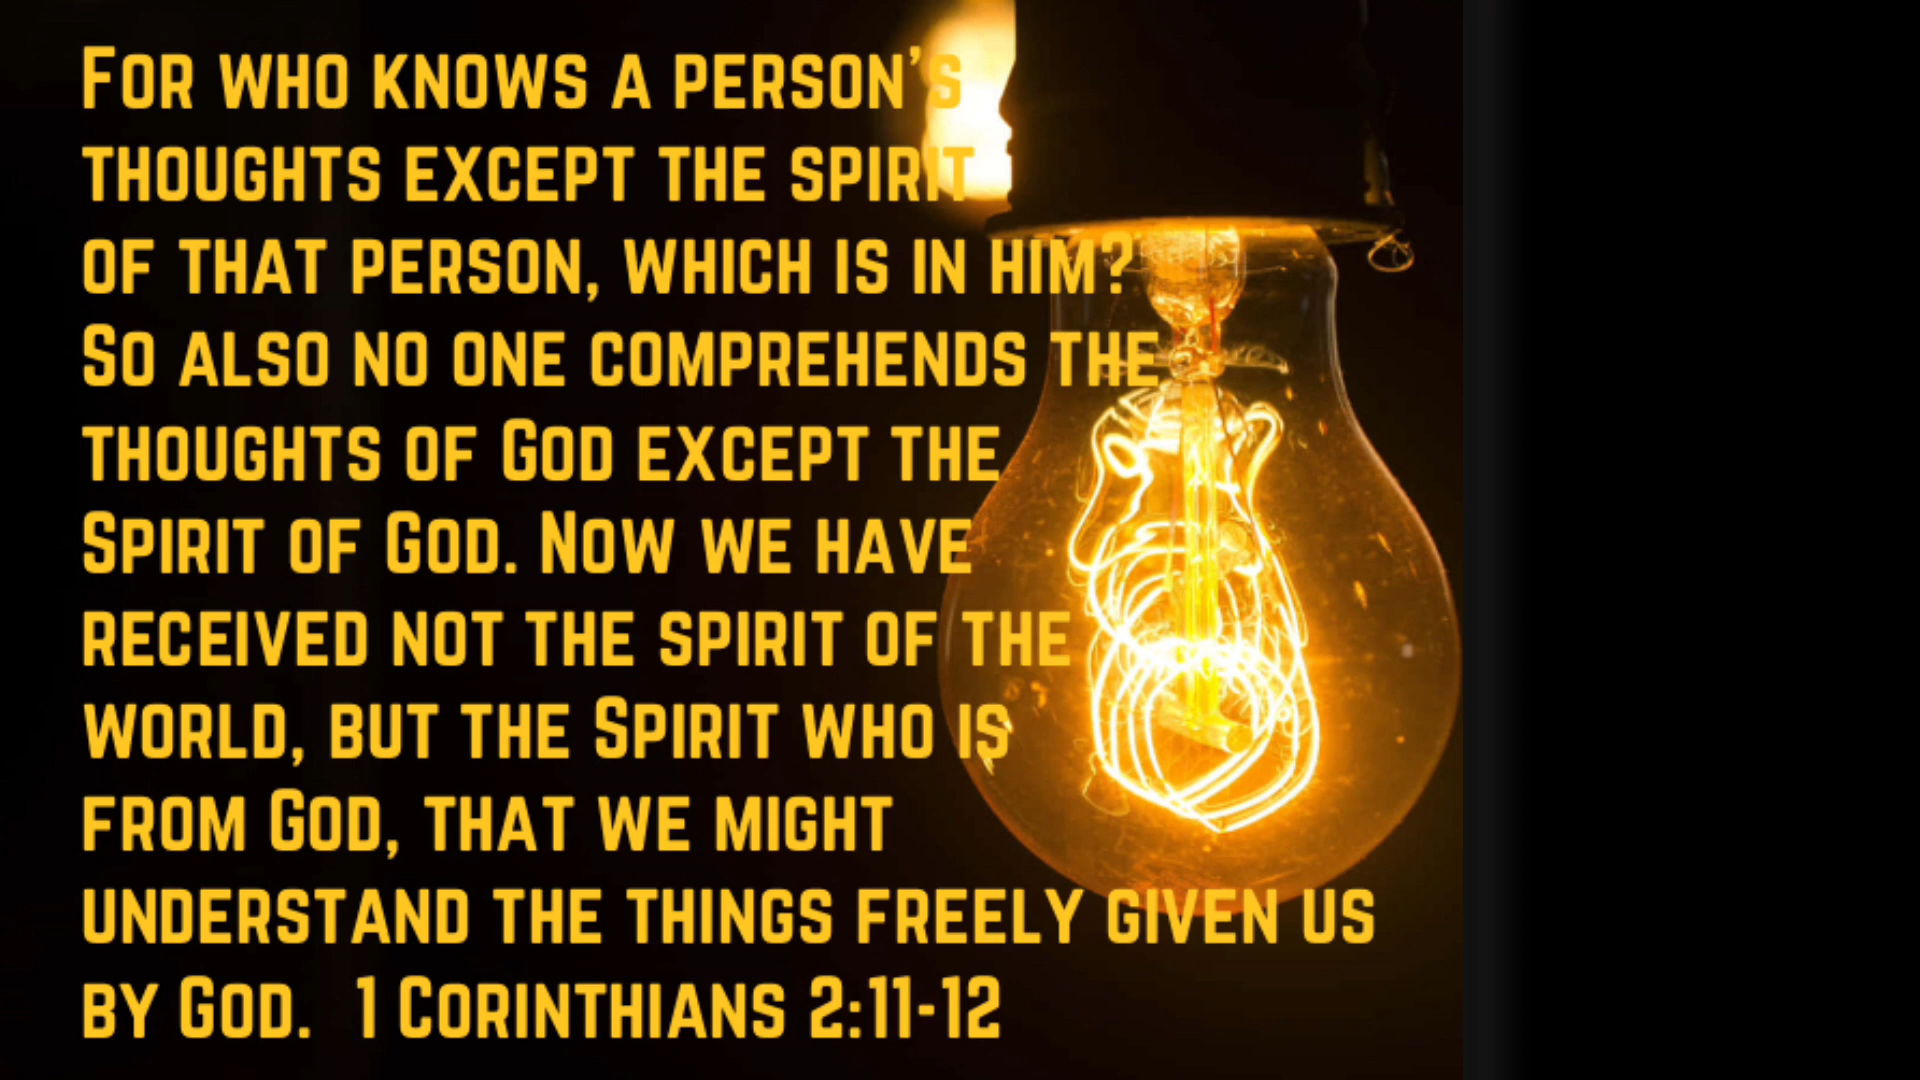 For who knows a person's
thoughts except the spirit
of that person, which is in him?
So also no one comprehends the
thoughts of God except the
Spirit of God. Now we have
received not the spirit of the
world, but the Spirit who is
from God, that we might
understand the things freely given us
by God.  1 Corinthians 2:11-12